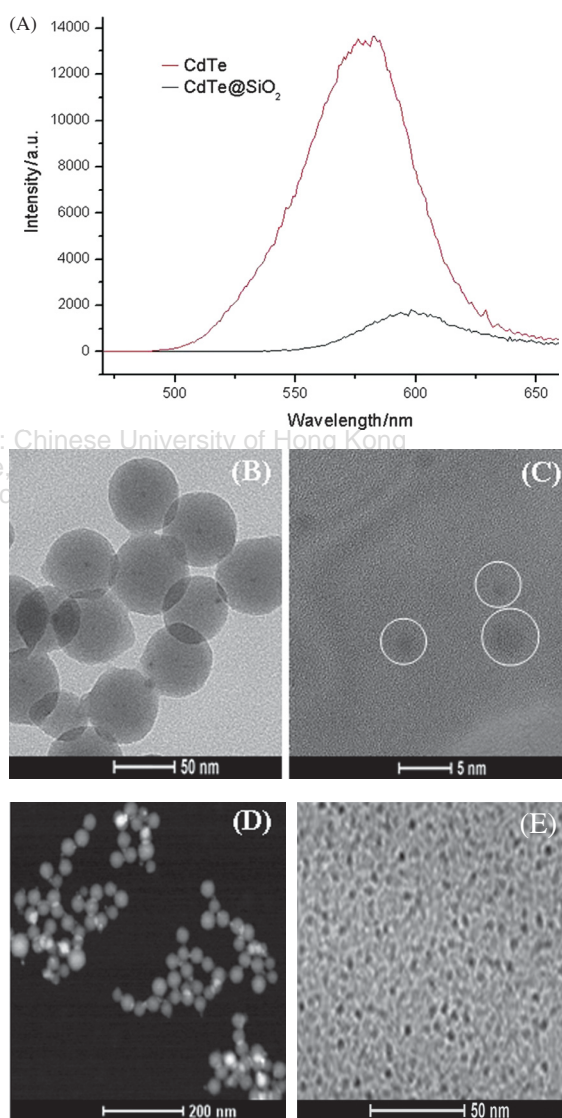 (A)
14000
12000
10000
8000
6000
4000
2000
0
CdTe
CdTe@SiO₂
Intensity/a.u.
500
550
600
650
Wavelength/nm
: Chinese University of Hong Kong
e,
(B)
50 nm
(C)
5 nm
(D)
200 nm
(E)
50 nm